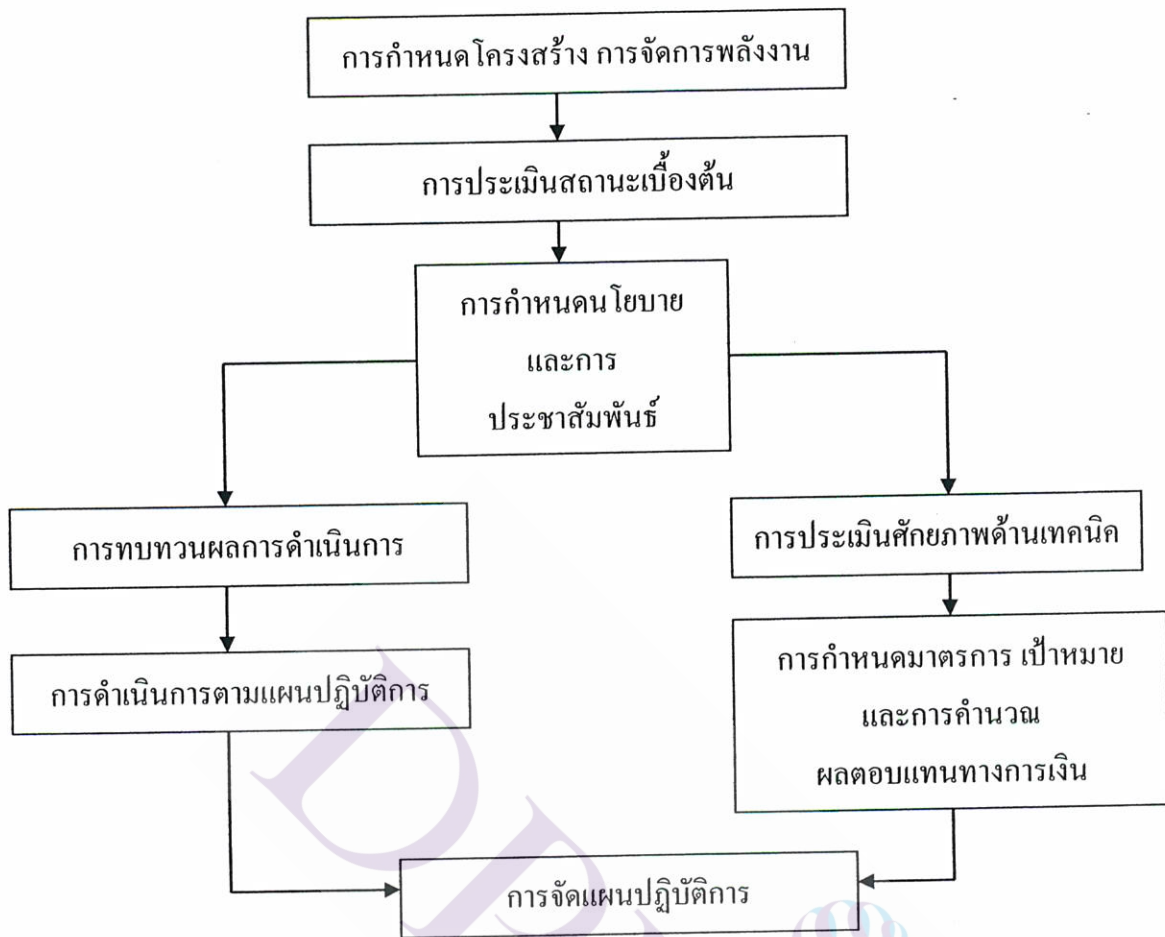 การกำหนดโครงสร้าง การจัดการพลังงาน
การประเมินสถานะเบื้องต้น
การกำหนดนโยบาย
และการ
ประชาสัมพันธ์
การทบทวนผลการดำเนินการ
การประเมินศักยภาพด้านเทคนิค
การดำเนินการตามแผนปฏิบัติการ
การกำหนดมาตรการ เป้าหมาย
และการคำนวณ
ผลตอบแทนทางการเงิน
การจัดแผนปฏิบัติการ